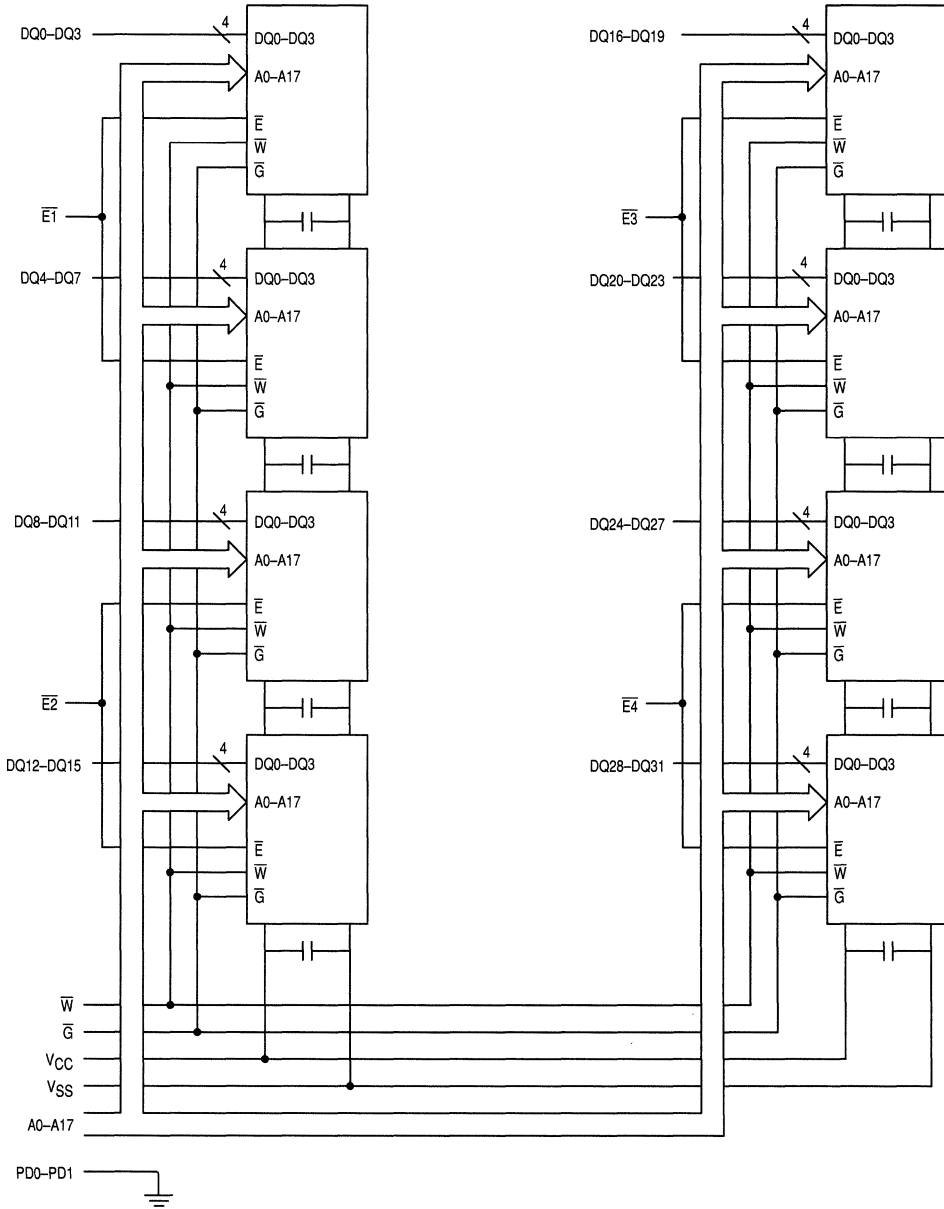 DQ0–DQ3
4
DQ0–DQ3
A0–A17
E̅
W̅
G̅
E1̅
DQ4–DQ7
4
DQ0–DQ3
A0–A17
E̅
W̅
G̅
DQ8–DQ11
4
DQ0–DQ3
A0–A17
E̅
W̅
G̅
E2̅
DQ12–DQ15
4
DQ0–DQ3
A0–A17
E̅
W̅
G̅
DQ16–DQ19
4
DQ0–DQ3
A0–A17
E̅
W̅
G̅
E3̅
DQ20–DQ23
4
DQ0–DQ3
A0–A17
E̅
W̅
G̅
DQ24–DQ27
4
DQ0–DQ3
A0–A17
E̅
W̅
G̅
E4̅
DQ28–DQ31
4
DQ0–DQ3
A0–A17
E̅
W̅
G̅
W̅
G̅
VCC
VSS
A0–A17
PD0–PD1